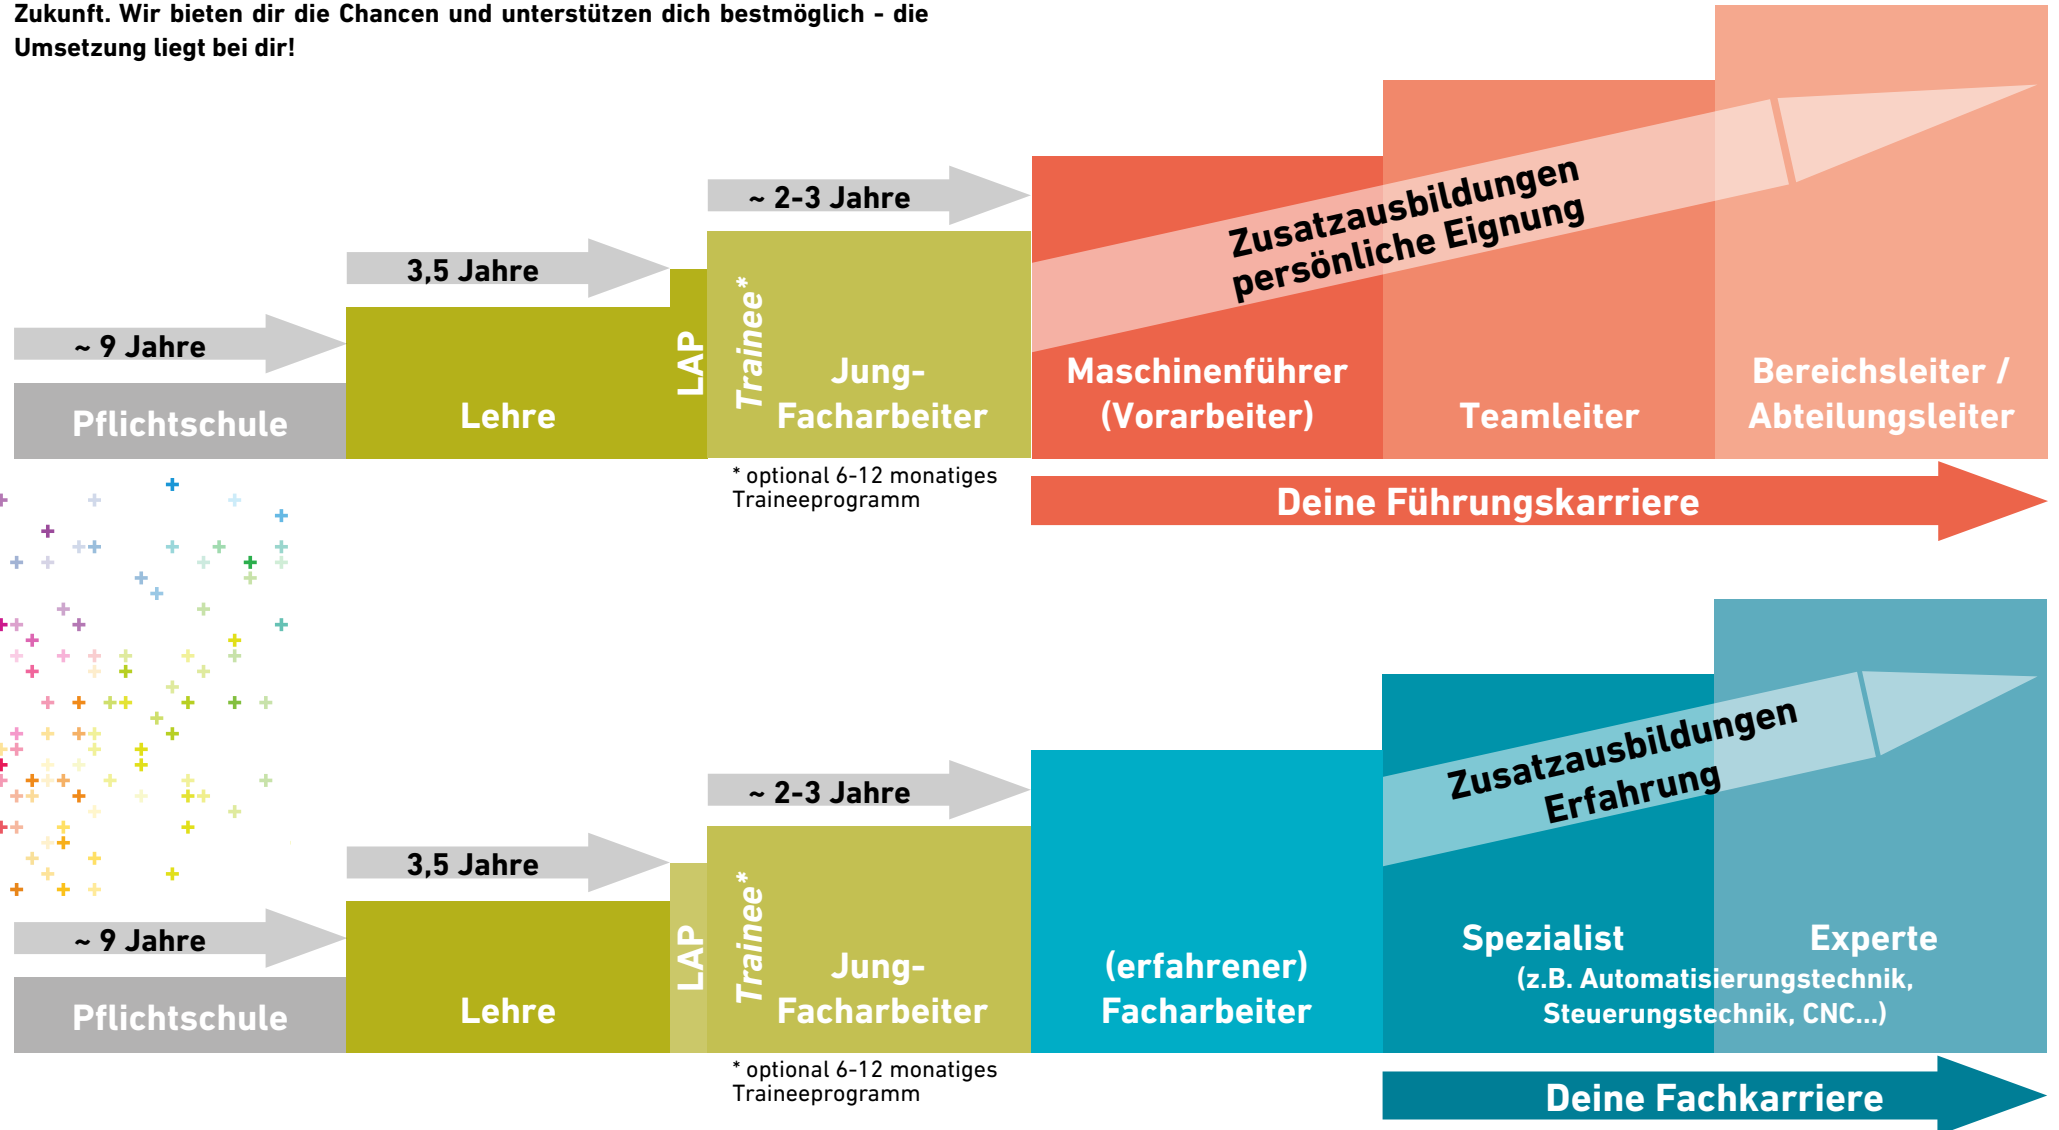 Zukunft. Wir bieten dir die Chancen und unterstützen dich bestmöglich - die
Umsetzung liegt bei dir!
~ 9 Jahre
Pflichtschule
3,5 Jahre
Lehre
LAP
~ 2-3 Jahre
Trainee*
Jung-
Facharbeiter
* optional 6-12 monatiges
Traineeprogramm
Zusatzausbildungen
persönliche Eignung
Maschinenführer
(Vorarbeiter)
Teamleiter
Bereichsleiter /
Abteilungsleiter
Deine Führungskarriere
~ 9 Jahre
Pflichtschule
3,5 Jahre
Lehre
LAP
~ 2-3 Jahre
Trainee*
Jung-
Facharbeiter
* optional 6-12 monatiges
Traineeprogramm
(erfahrener)
Facharbeiter
Zusatzausbildungen
Erfahrung
Spezialist
Experte
(z.B. Automatisierungstechnik,
Steuerungstechnik, CNC...)
Deine Fachkarriere